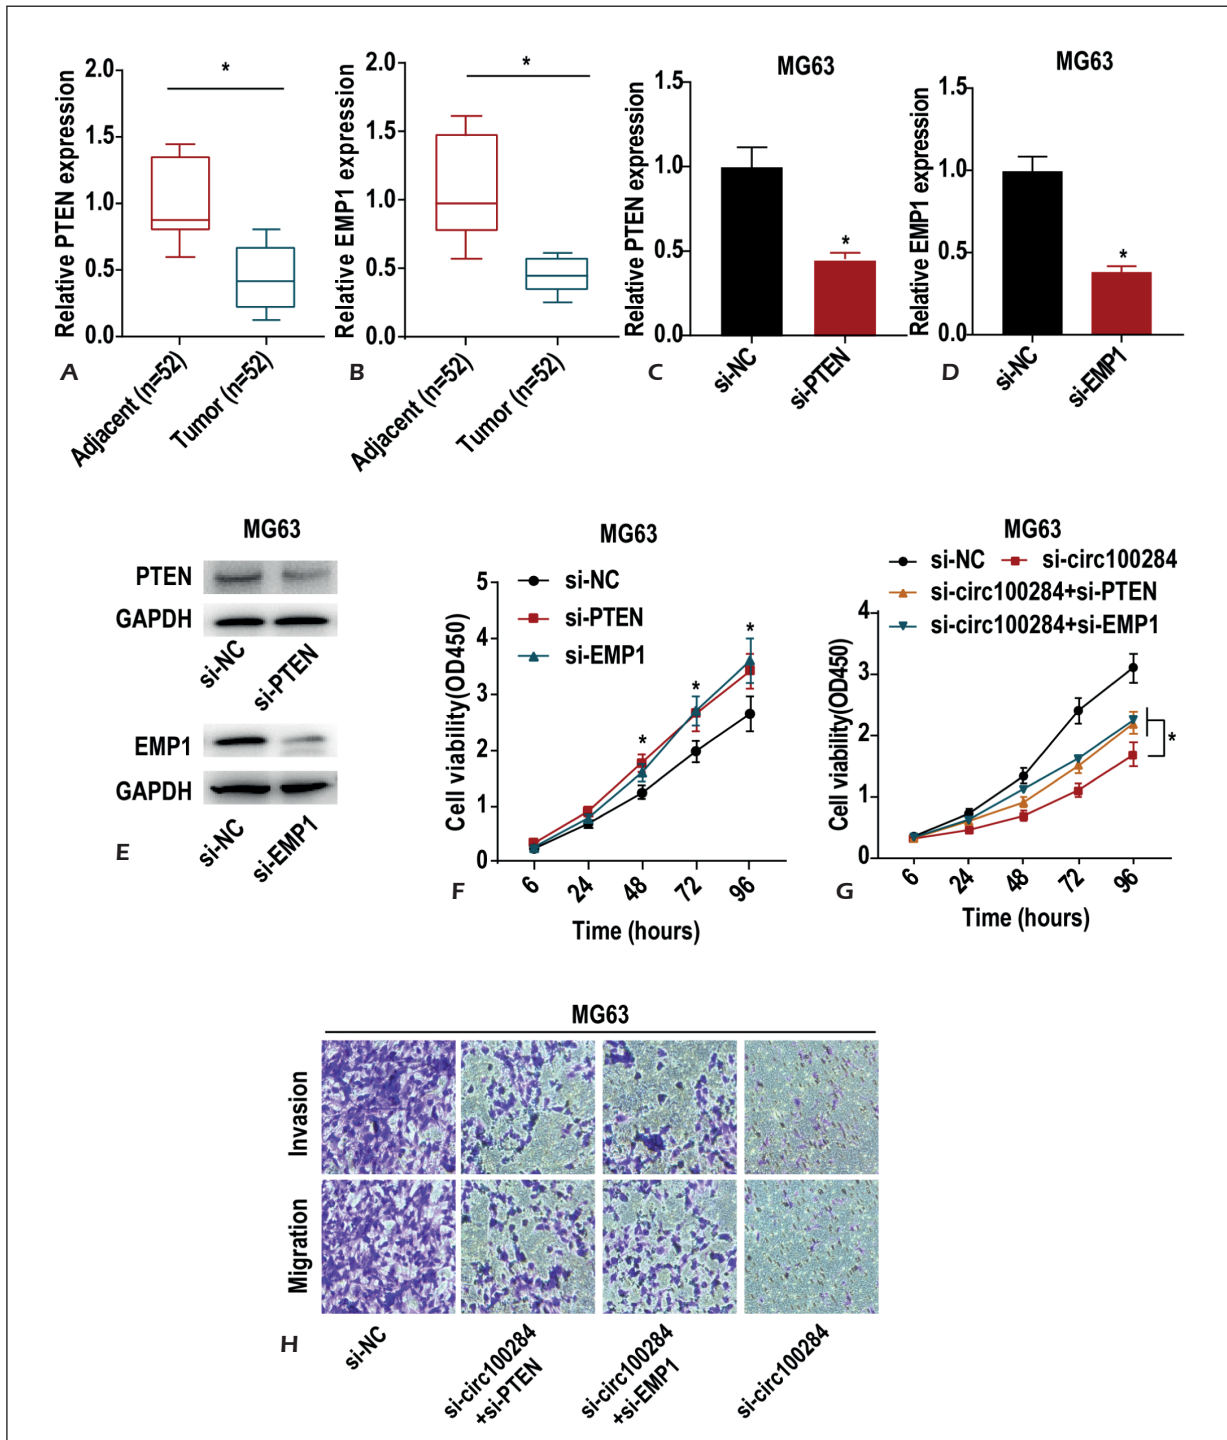 Relative PTEN expression
2.0
1.5
1.0
0.5
0.0
*
Adjacent (n=52)
Tumor (n=52)
A
Relative EMP1 expression
2.0
1.5
1.0
0.5
0.0
*
Adjacent (n=52)
Tumor (n=52)
B
MG63
Relative PTEN expression
1.5
1.0
0.5
0.0
*
si-NC
si-PTEN
C
MG63
Relative EMP1 expression
1.5
1.0
0.5
0.0
*
si-NC
si-EMP1
D
MG63
PTEN
GAPDH
si-NC
si-PTEN
EMP1
GAPDH
si-NC
si-EMP1
E
MG63
si-NC
si-PTEN
si-EMP1
Cell viability(OD450)
5
4
3
2
1
0
*
*
*
6
24
48
72
96
Time (hours)
F
MG63
si-NC
si-circ100284
si-circ100284+si-PTEN
si-circ100284+si-EMP1
Cell viability(OD450)
4
3
2
1
0
*
6
24
48
72
96
Time (hours)
G
MG63
Invasion
Migration
si-NC
si-circ100284
+si-PTEN
si-circ100284
+si-EMP1
si-circ100284
H